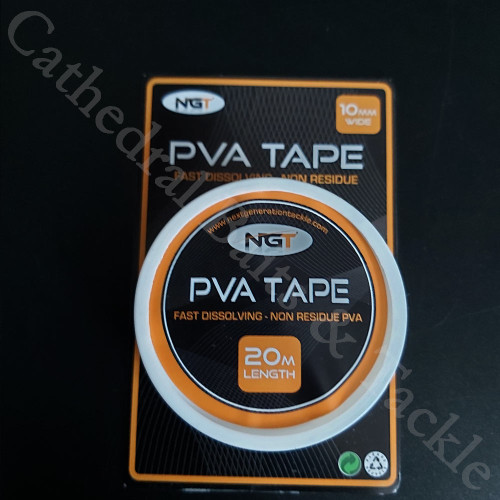 NGT
10MM
WIDE
PVA TAPE
FAST DISSOLVING - NON RESIDUE
www.nextgenerationtackle.com
NGT
PVA TAPE
FAST DISSOLVING - NON RESIDUE PVA
20M
LENGTH
Cathedral Baits & Tackle